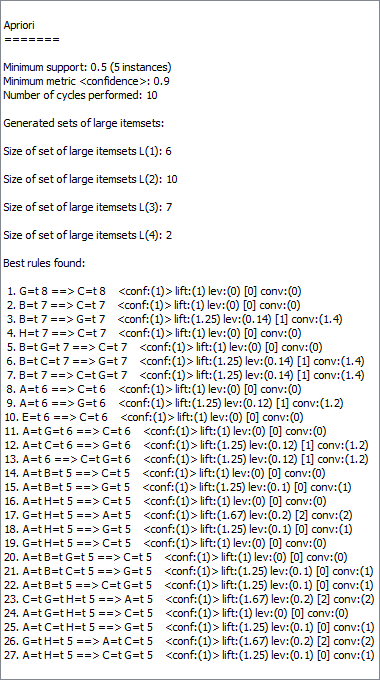 Apriori
=======
Minimum support: 0.5 (5 instances)
Minimum metric <confidence>: 0.9
Number of cycles performed: 10
Generated sets of large itemsets:
Size of set of large itemsets L(1): 6
Size of set of large itemsets L(2): 10
Size of set of large itemsets L(3): 7
Size of set of large itemsets L(4): 2
Best rules found:
1. G=t 8 ==> C=t 8 <conf:(1)> lift:(1) lev:(0) [0] conv:(0)
2. B=t 7 ==> C=t 7 <conf:(1)> lift:(1) lev:(0) [0] conv:(0)
3. B=t 7 ==> G=t 7 <conf:(1)> lift:(1.25) lev:(0.14) [1] conv:(1.4)
4. H=t 7 ==> C=t 7 <conf:(1)> lift:(1) lev:(0) [0] conv:(0)
5. B=t G=t 7 ==> C=t 7 <conf:(1)> lift:(1) lev:(0) [0] conv:(0)
6. B=t C=t 7 ==> G=t 7 <conf:(1)> lift:(1.25) lev:(0.14) [1] conv:(1.4)
7. B=t 7 ==> C=t G=t 7 <conf:(1)> lift:(1.25) lev:(0.14) [1] conv:(1.4)
8. A=t 6 ==> C=t 6 <conf:(1)> lift:(1) lev:(0) [0] conv:(0)
9. A=t 6 ==> G=t 6 <conf:(1)> lift:(1.25) lev:(0.12) [1] conv:(1.2)
10. E=t 6 ==> C=t 6 <conf:(1)> lift:(1) lev:(0) [0] conv:(0)
11. A=t G=t 6 ==> C=t 6 <conf:(1)> lift:(1) lev:(0) [0] conv:(0)
12. A=t C=t 6 ==> G=t 6 <conf:(1)> lift:(1.25) lev:(0.12) [1] conv:(1.2)
13. A=t 6 ==> C=t G=t 6 <conf:(1)> lift:(1.25) lev:(0.12) [1] conv:(1.2)
14. A=t B=t 5 ==> C=t 5 <conf:(1)> lift:(1) lev:(0) [0] conv:(0)
15. A=t B=t 5 ==> G=t 5 <conf:(1)> lift:(1.25) lev:(0.1) [0] conv:(1)
16. A=t H=t 5 ==> C=t 5 <conf:(1)> lift:(1) lev:(0) [0] conv:(0)
17. G=t H=t 5 ==> A=t 5 <conf:(1)> lift:(1.67) lev:(0.2) [2] conv:(2)
18. A=t H=t 5 ==> G=t 5 <conf:(1)> lift:(1.25) lev:(0.1) [0] conv:(1)
19. G=t H=t 5 ==> C=t 5 <conf:(1)> lift:(1) lev:(0) [0] conv:(0)
20. A=t B=t G=t 5 ==> C=t 5 <conf:(1)> lift:(1) lev:(0) [0] conv:(0)
21. A=t B=t C=t 5 ==> G=t 5 <conf:(1)> lift:(1.25) lev:(0.1) [0] conv:(1)
22. A=t B=t 5 ==> C=t G=t 5 <conf:(1)> lift:(1.25) lev:(0.1) [0] conv:(1)
23. C=t G=t H=t 5 ==> A=t 5 <conf:(1)> lift:(1.67) lev:(0.2) [2] conv:(2)
24. A=t G=t H=t 5 ==> C=t 5 <conf:(1)> lift:(1) lev:(0) [0] conv:(0)
25. A=t C=t H=t 5 ==> G=t 5 <conf:(1)> lift:(1.25) lev:(0.1) [0] conv:(1)
26. G=t H=t 5 ==> A=t C=t 5 <conf:(1)> lift:(1.67) lev:(0.2) [2] conv:(2)
27. A=t H=t 5 ==> C=t G=t 5 <conf:(1)> lift:(1.25) lev:(0.1) [0] conv:(1)